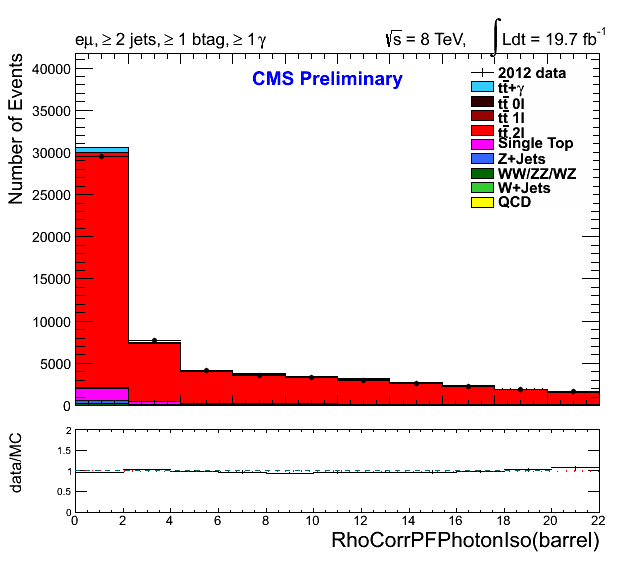 eμ, ≥ 2 jets, ≥ 1 btag, ≥ 1 γ
√s = 8 TeV, ∫ Ldt = 19.7 fb⁻¹
CMS Preliminary
Number of Events
40000
35000
30000
25000
20000
15000
10000
5000
0
2012 data
tt̄+γ
tt̄ 0l
tt̄ 1l
tt̄ 2l
Single Top
Z+Jets
WW/ZZ/WZ
W+Jets
QCD
data/MC
2
1.5
1
0.5
0
0 2 4 6 8 10 12 14 16 18 20 22
RhoCorrPFPhotonIso(barrel)